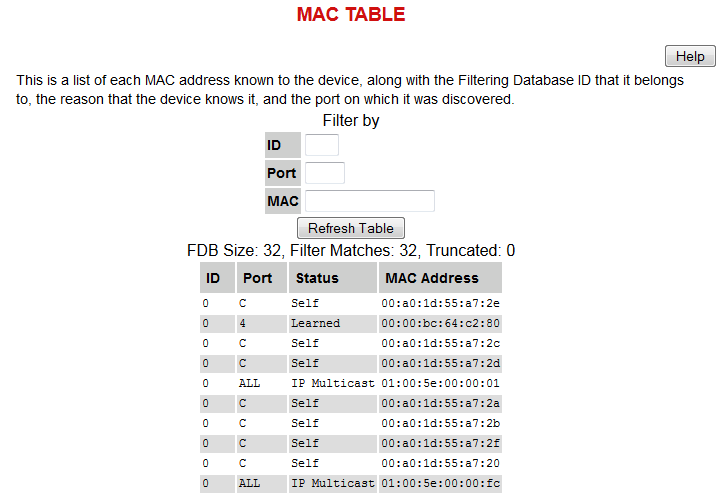 MAC TABLE
Help
This is a list of each MAC address known to the device, along with the Filtering Database ID that it belongs
to, the reason that the device knows it, and the port on which it was discovered.
Filter by
ID
Port
MAC
Refresh Table
FDB Size: 32, Filter Matches: 32, Truncated: 0
ID Port Status MAC Address
0 C Self 00:a0:1d:55:a7:2e
0 4 Learned 00:00:bc:64:c2:80
0 C Self 00:a0:1d:55:a7:2c
0 C Self 00:a0:1d:55:a7:2d
0 ALL IP Multicast 01:00:5e:00:00:01
0 C Self 00:a0:1d:55:a7:2a
0 C Self 00:a0:1d:55:a7:2b
0 C Self 00:a0:1d:55:a7:2f
0 C Self 00:a0:1d:55:a7:20
0 ALL IP Multicast 01:00:5e:00:00:fc